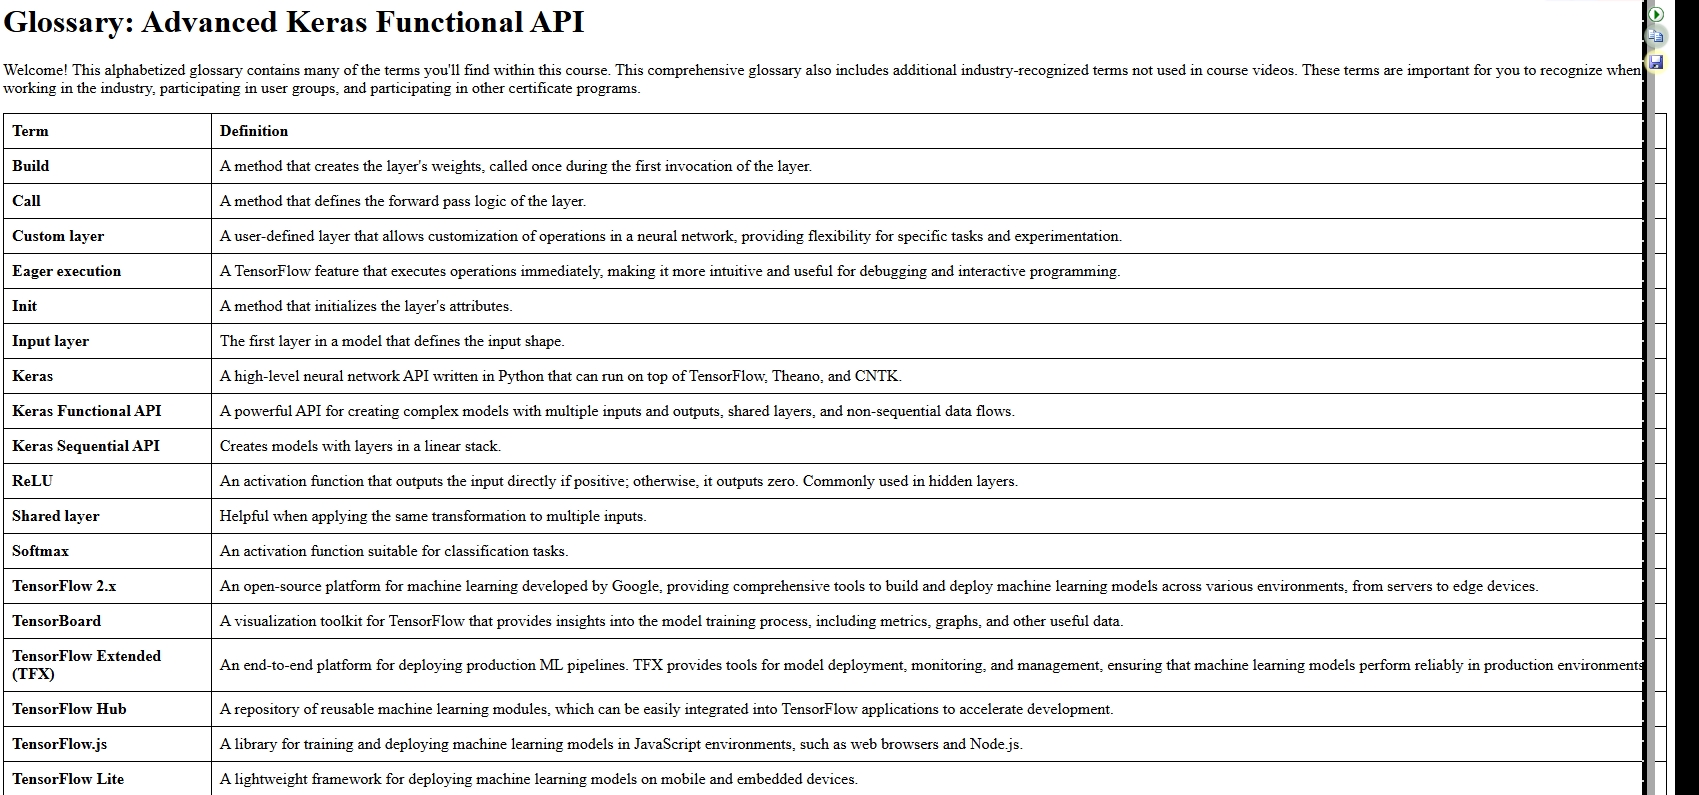 Glossary: Advanced Keras Functional API
Welcome! This alphabetized glossary contains many of the terms you'll find within this course. This comprehensive glossary also includes additional industry-recognized terms not used in course videos. These terms are important for you to recognize when
working in the industry, participating in user groups, and participating in other certificate programs.
Term Definition
Build A method that creates the layer's weights, called once during the first invocation of the layer.
Call A method that defines the forward pass logic of the layer.
Custom layer A user-defined layer that allows customization of operations in a neural network, providing flexibility for specific tasks and experimentation.
Eager execution A TensorFlow feature that executes operations immediately, making it more intuitive and useful for debugging and interactive programming.
Init A method that initializes the layer's attributes.
Input layer The first layer in a model that defines the input shape.
Keras A high-level neural network API written in Python that can run on top of TensorFlow, Theano, and CNTK.
Keras Functional API A powerful API for creating complex models with multiple inputs and outputs, shared layers, and non-sequential data flows.
Keras Sequential API Creates models with layers in a linear stack.
ReLU An activation function that outputs the input directly if positive; otherwise, it outputs zero. Commonly used in hidden layers.
Shared layer Helpful when applying the same transformation to multiple inputs.
Softmax An activation function suitable for classification tasks.
TensorFlow 2.x An open-source platform for machine learning developed by Google, providing comprehensive tools to build and deploy machine learning models across various environments, from servers to edge devices.
TensorBoard A visualization toolkit for TensorFlow that provides insights into the model training process, including metrics, graphs, and other useful data.
TensorFlow Extended
(TFX)
An end-to-end platform for deploying production ML pipelines. TFX provides tools for model deployment, monitoring, and management, ensuring that machine learning models perform reliably in production environments
TensorFlow Hub A repository of reusable machine learning modules, which can be easily integrated into TensorFlow applications to accelerate development.
TensorFlow.js A library for training and deploying machine learning models in JavaScript environments, such as web browsers and Node.js.
TensorFlow Lite A lightweight framework for deploying machine learning models on mobile and embedded devices.